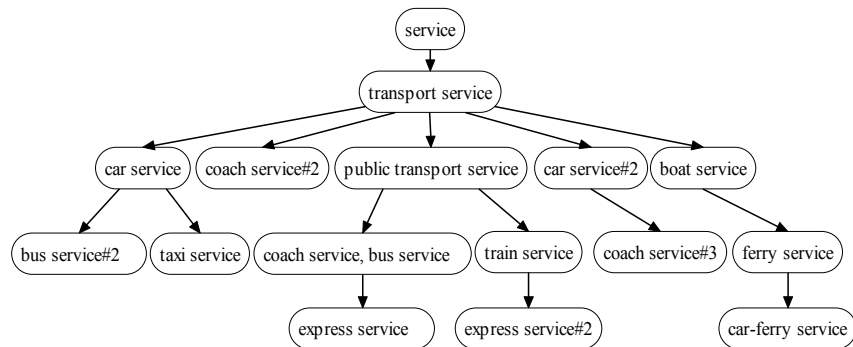 service
transport service
car service
coach service#2
public transport service
car service#2
boat service
bus service#2
taxi service
coach service, bus service
train service
coach service#3
ferry service
express service
express service#2
car-ferry service